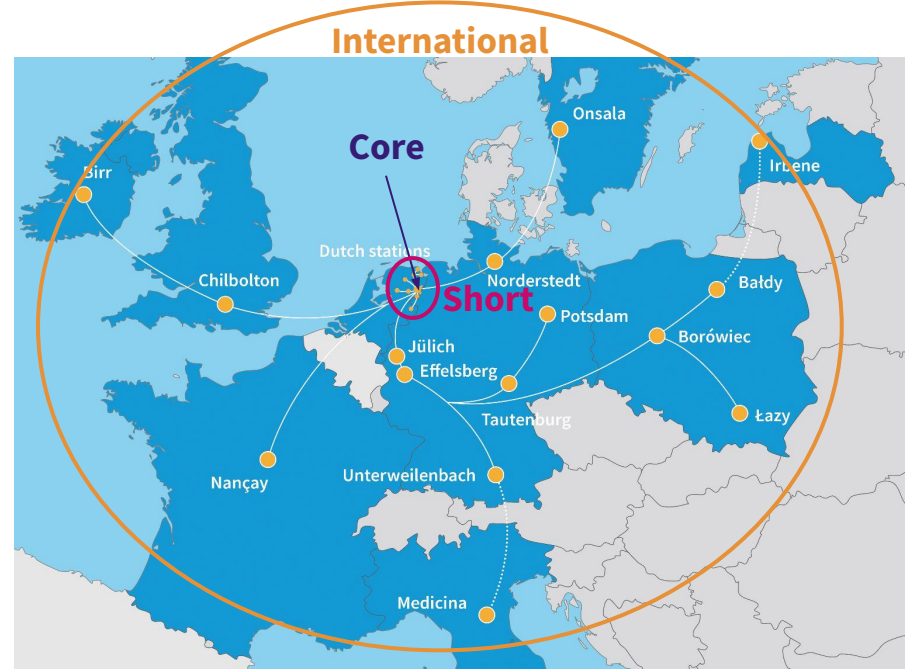 International
Onsala
Core
Irbene
Birr
Dutch stations
Chilbolton
Norderstedt
Bałdy
Short
Potsdam
Borówiec
Jülich
Effelsberg
Łazy
Tautenburg
Unterweilenbach
Nançay
Medicina